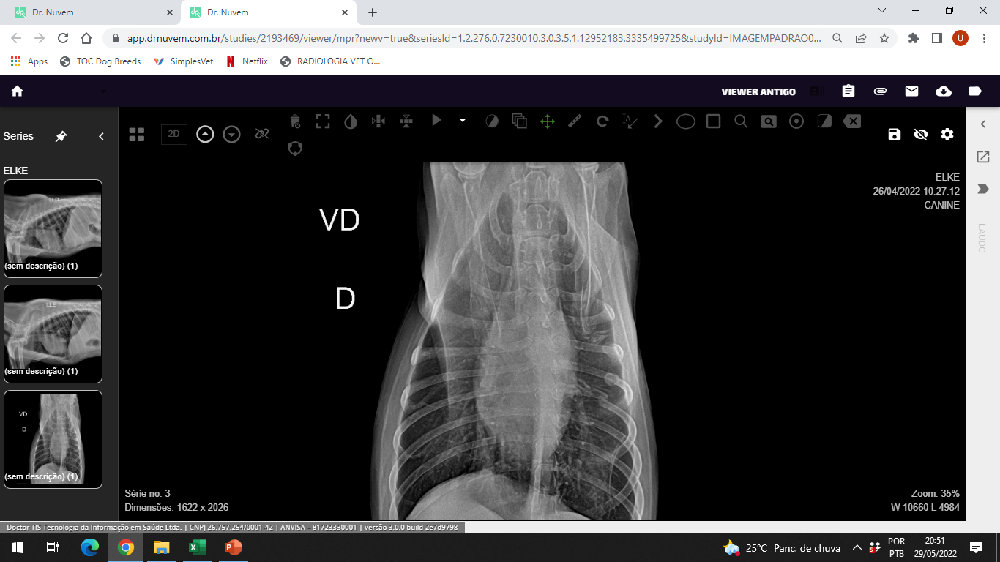 Dr. Nuvem
Dr. Nuvem
app.drnuvem.com.br/studies/2193469/viewer/mpr?newv=true&seriesId=1.2.276.0.7230010.3.0.3.5.1.12952183.3335499725&studyId=IMAGEMPADRAO0...
Apps
TOC Dog Breeds
SimplesVet
Netflix
RADIOLOGIA VET O...
VIEWER ANTIGO
Series
2D
ELKE
(sem descrição) (1)
(sem descrição) (1)
VD
D
(sem descrição) (1)
VD
D
ELKE
26/04/2022 10:27:12
CANINE
LAUDO
Série no. 3
Dimensões: 1622 x 2026
Zoom: 35%
W 10660 L 4984
Doctor TIS Tecnologia da Informação em Saúde Ltda. | CNPJ 26.757.254/0001-42 | ANVISA – 81723330001 | versão 3.0.0 build 2e7d9798
25°C Panc. de chuva
POR
PTB
20:51
29/05/2022